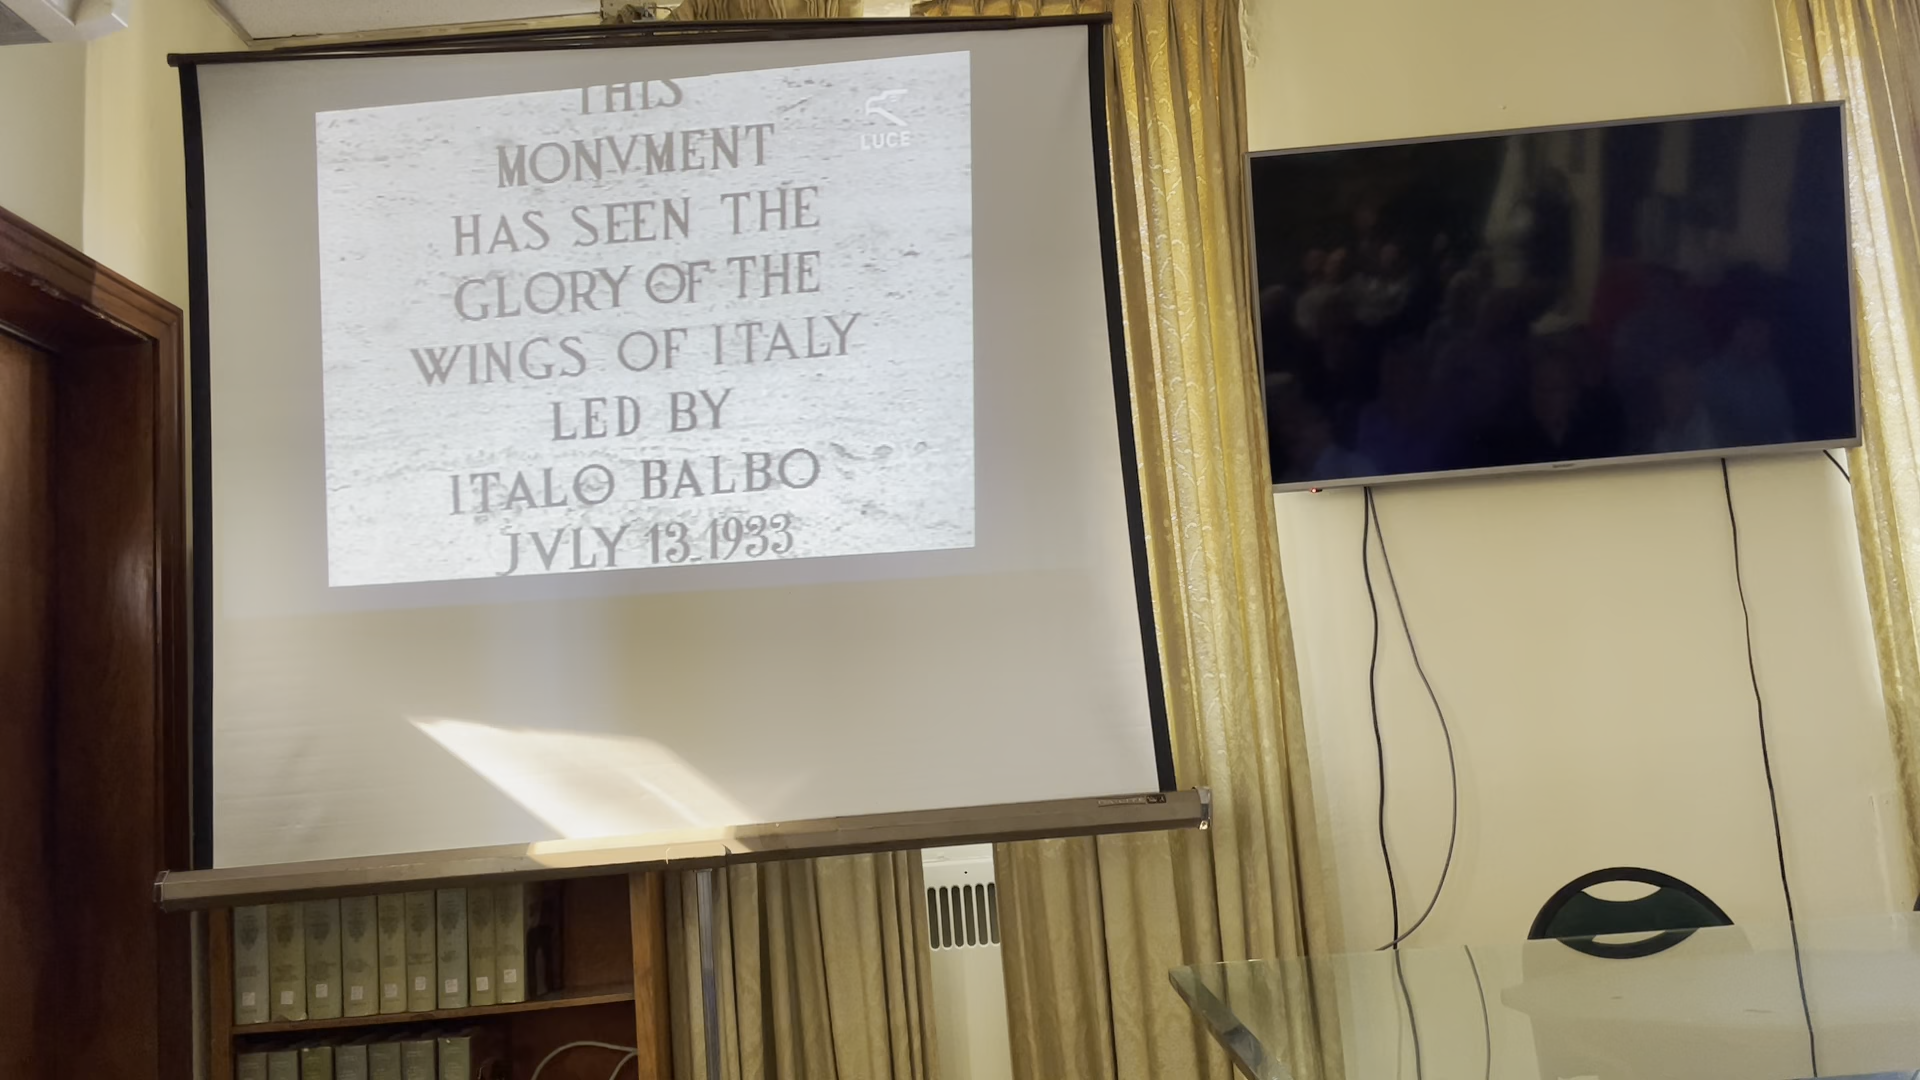 THIS
MONVMENT
HAS SEEN THE
GLORY OF THE
WINGS OF ITALY
LED BY
ITALO BALBO
JVLY 13 1933
LUCE